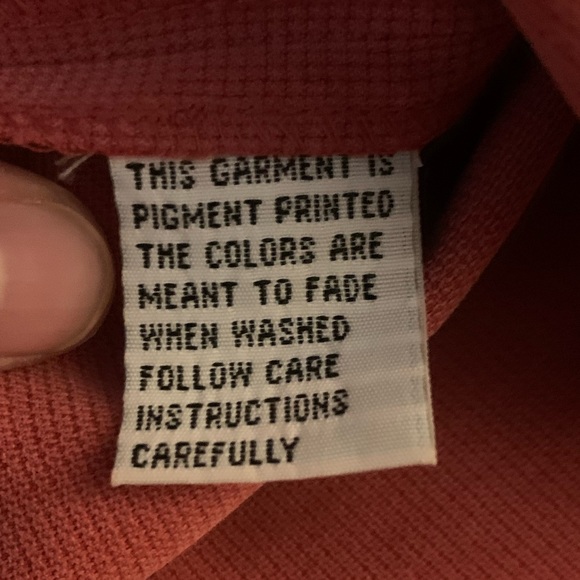 THIS GARMENT IS
PIGMENT PRINTED
THE COLORS ARE
MEANT TO FADE
WHEN WASHED
FOLLOW CARE
INSTRUCTIONS
CAREFULLY